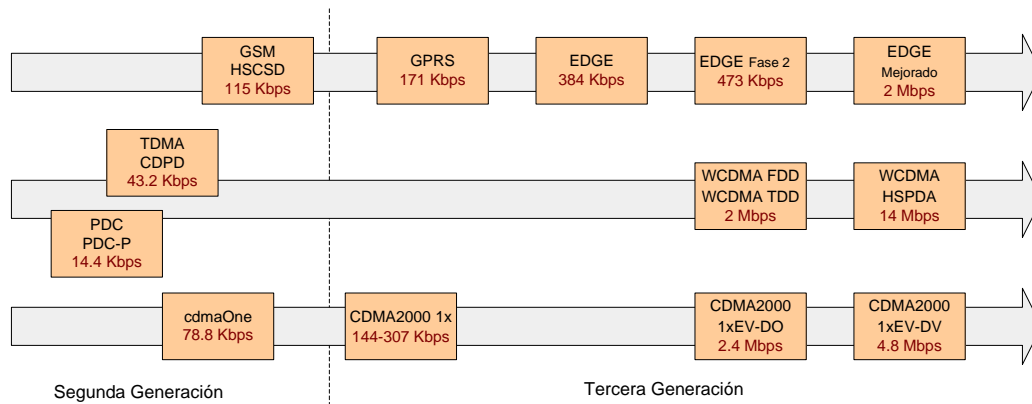 GSM
HSCSD
115 Kbps
GPRS
171 Kbps
EDGE
384 Kbps
EDGE Fase 2
473 Kbps
EDGE
Mejorado
2 Mbps
TDMA
CDPD
43.2 Kbps
PDC
PDC-P
14.4 Kbps
WCDMA FDD
WCDMA TDD
2 Mbps
WCDMA
HSPDA
14 Mbps
cdmaOne
78.8 Kbps
CDMA2000 1x
144-307 Kbps
CDMA2000
1xEV-DO
2.4 Mbps
CDMA2000
1xEV-DV
4.8 Mbps
Segunda Generación
Tercera Generación